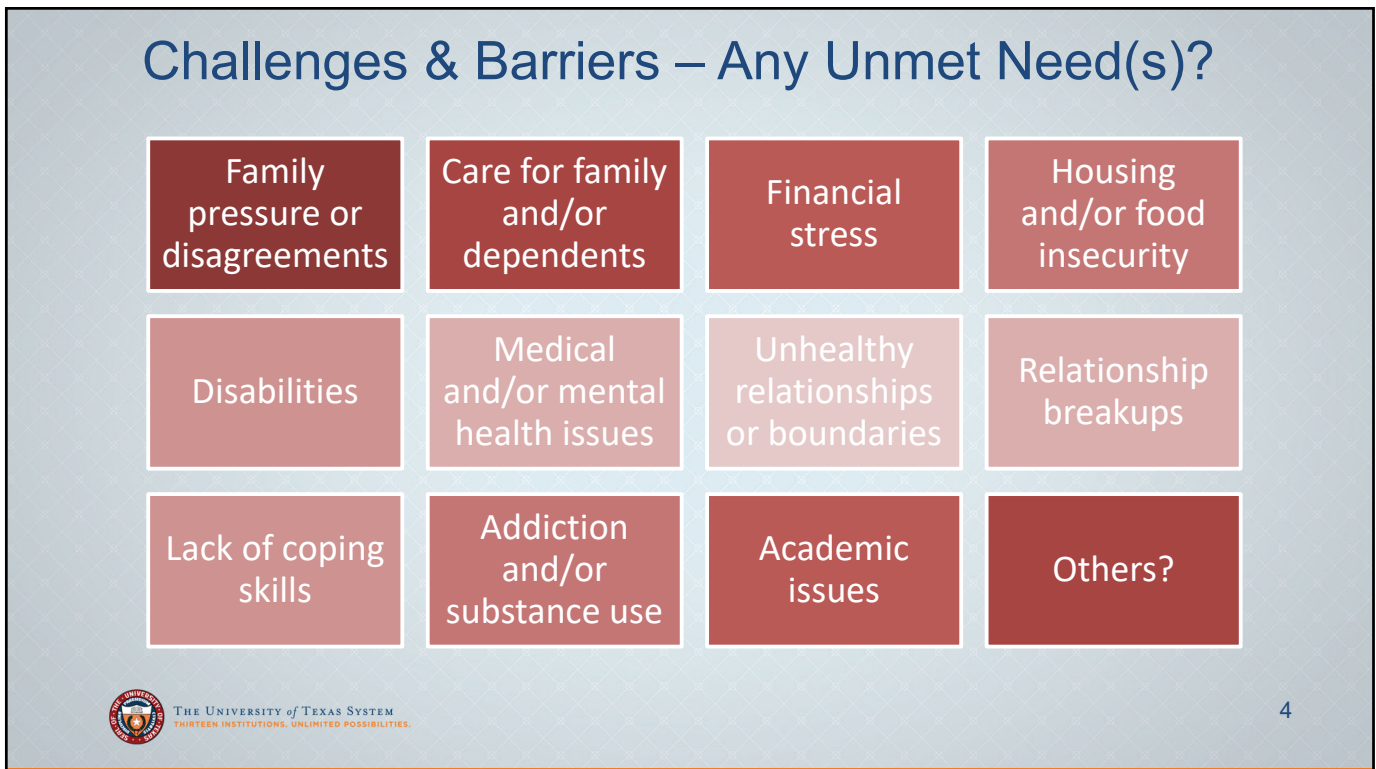 Challenges & Barriers – Any Unmet Need(s)?
Family
pressure or
disagreements
Care for family
and/or
dependents
Financial
stress
Housing
and/or food
insecurity
Disabilities
Medical
and/or mental
health issues
Unhealthy
relationships
or boundaries
Relationship
breakups
Lack of coping
skills
Addiction
and/or
substance use
Academic
issues
Others?
THE UNIVERSITY of TEXAS SYSTEM
THIRTEEN INSTITUTIONS. UNLIMITED POSSIBILITIES.
4